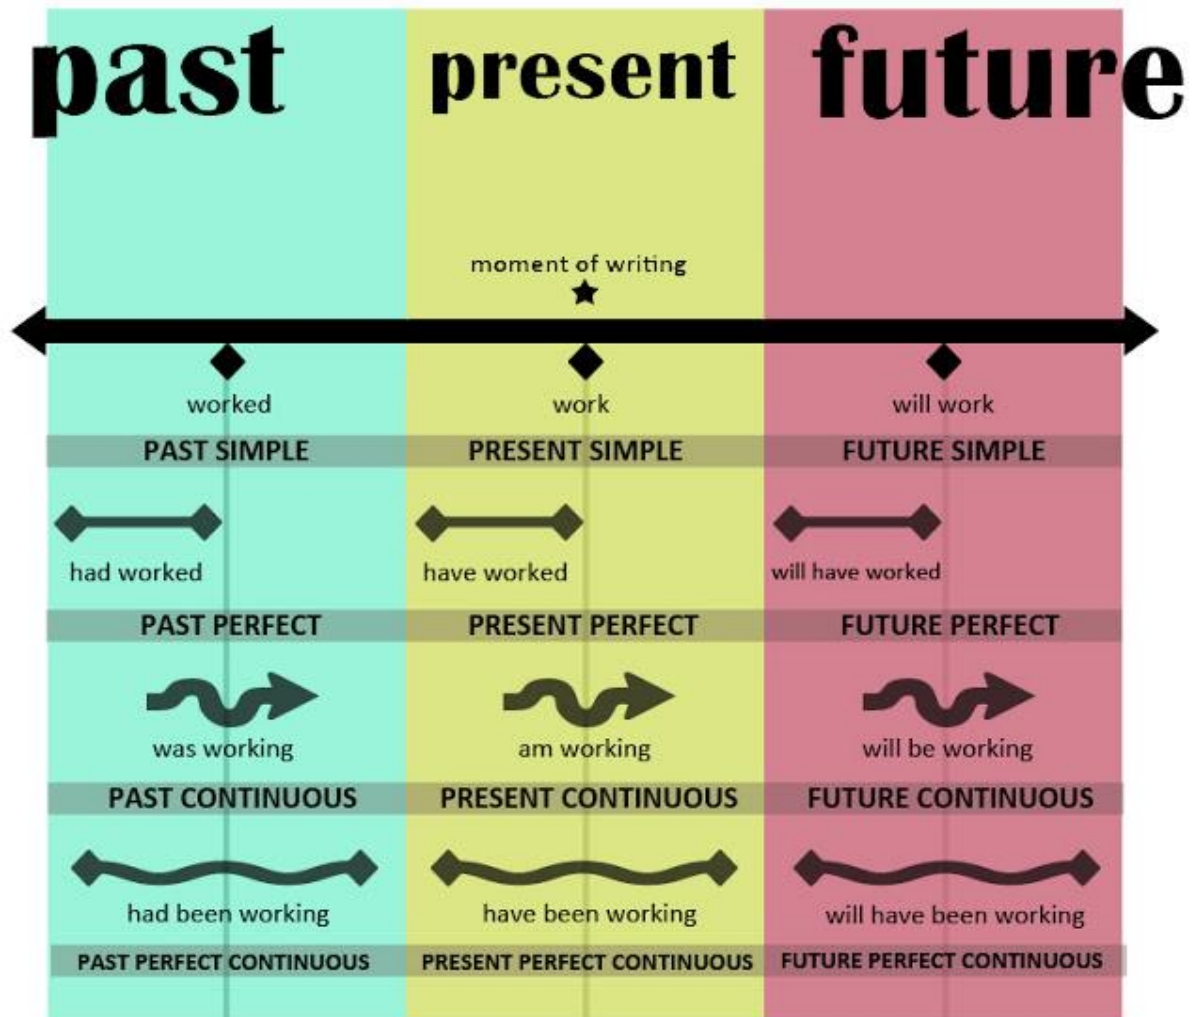 past present future
moment of writing
worked work will work
PAST SIMPLE PRESENT SIMPLE FUTURE SIMPLE
had worked have worked will have worked
PAST PERFECT PRESENT PERFECT FUTURE PERFECT
was working am working will be working
PAST CONTINUOUS PRESENT CONTINUOUS FUTURE CONTINUOUS
had been working have been working will have been working
PAST PERFECT CONTINUOUS PRESENT PERFECT CONTINUOUS FUTURE PERFECT CONTINUOUS